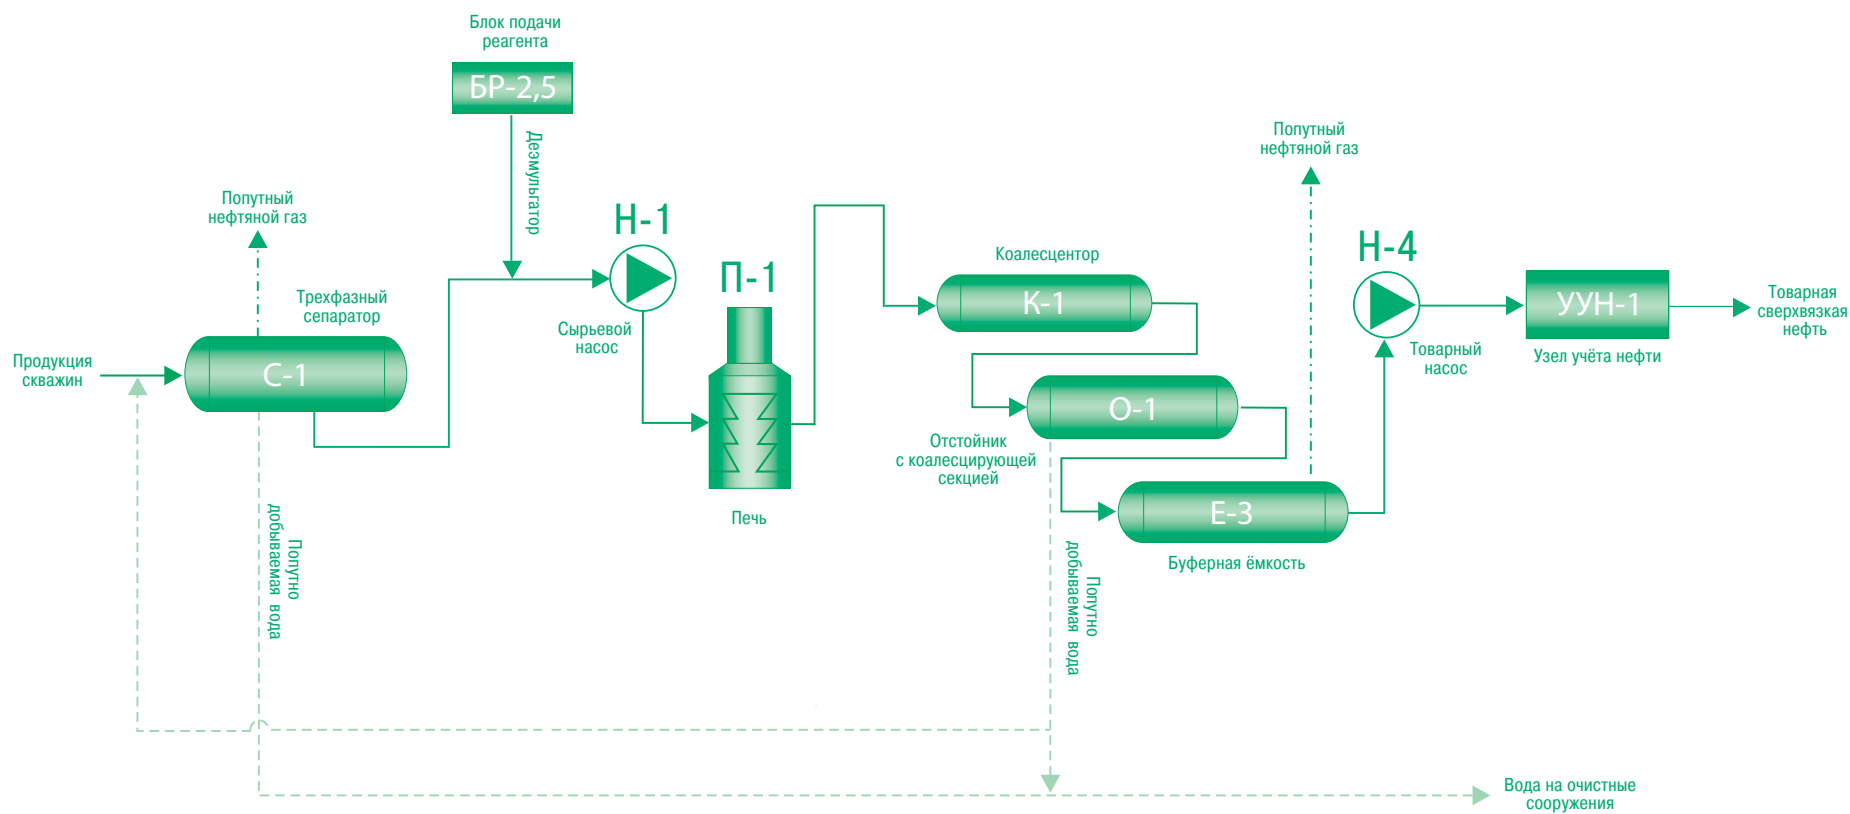 Блок подачи
реагента
БР-2,5
Деэмульгатор
Попутный
нефтяной газ
Трехфазный
сепаратор
Продукция
скважин
С-1
Попутно
добываемая вода
Н-1
Сырьевой
насос
П-1
Печь
Коалесцентор
К-1
О-1
Отстойник
с коалесцирующей
секцией
Попутно
добываемая вода
Попутный
нефтяной газ
Е-3
Буферная ёмкость
Н-4
Товарный
насос
УУН-1
Узел учёта нефти
Товарная
сверхвязкая
нефть
Вода на очистные
сооружения